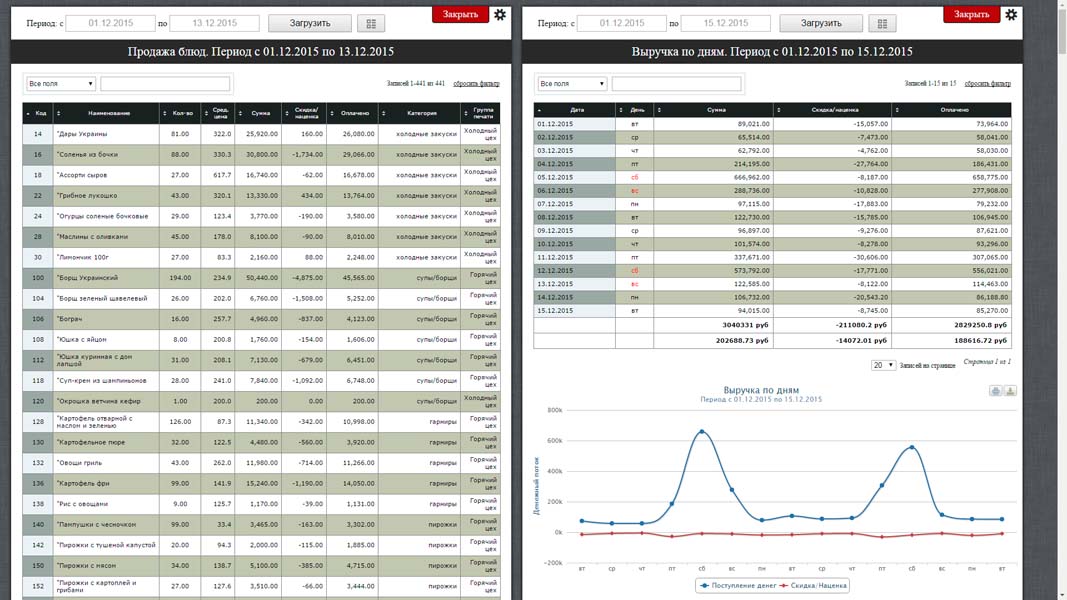 Закрыть
Период: с 01.12.2015 по 13.12.2015 Загрузить
Продажа блюд. Период с 01.12.2015 по 13.12.2015
Все поля Записей 1-441 из 441 сбросить фильтр
Код Наименование Кол-во Сред. цена Сумма Скидка/наценка Оплачено Категория Группа печати
14 "Дары Украины 81.00 322.0 25,920.00 160.00 26,080.00 холодные закуски Холодный цех
16 "Соленья из бочки 88.00 330.3 30,800.00 -1,734.00 29,066.00 холодные закуски Холодный цех
18 "Ассорти сыров 27.00 617.7 16,740.00 -62.00 16,678.00 холодные закуски Холодный цех
22 "Грибное лукошко 43.00 320.1 13,330.00 434.00 13,764.00 холодные закуски Холодный цех
24 "Огурцы соленые бочковые 29.00 123.4 3,770.00 -190.00 3,580.00 холодные закуски Холодный цех
28 "Маслины с оливками 45.00 178.0 8,100.00 -90.00 8,010.00 холодные закуски Холодный цех
30 "Лимончик 100г 27.00 83.3 2,160.00 88.00 2,248.00 холодные закуски Холодный цех
100 "Борщ Украинский 194.00 234.9 50,440.00 -4,875.00 45,565.00 супы/борщи Горячий цех
104 "Борщ зеленый щавелевый 26.00 202.0 6,760.00 -1,508.00 5,252.00 супы/борщи Горячий цех
106 "Бограч 16.00 257.7 4,960.00 -837.00 4,123.00 супы/борщи Горячий цех
108 "Юшка с яйцом 8.00 200.8 1,760.00 -154.00 1,606.00 супы/борщи Горячий цех
112 "Юшка куринная с дом лапшой 31.00 208.1 7,130.00 -679.00 6,451.00 супы/борщи Горячий цех
118 "Суп-крем из шампиньонов 28.00 241.0 7,840.00 -1,092.00 6,748.00 супы/борщи Горячий цех
120 "Окрошка ветчина кефир 1.00 200.0 200.00 0.00 200.00 супы/борщи Холодный цех
128 "Картофель отварной с маслом и зеленью 126.00 87.3 11,340.00 -342.00 10,998.00 гарниры Горячий цех
130 "Картофельное пюре 32.00 122.5 4,480.00 -560.00 3,920.00 гарниры Горячий цех
132 "Овощи гриль 43.00 262.0 11,980.00 -714.00 11,266.00 гарниры Горячий цех
136 "Картофель фри 99.00 141.9 15,240.00 -1,190.00 14,050.00 гарниры Горячий цех
138 "Рис с овощами 9.00 125.7 1,170.00 -39.00 1,131.00 гарниры Горячий цех
140 "Пампушки с чесночком 99.00 33.4 3,465.00 -163.00 3,302.00 пирожки Горячий цех
142 "Пирожки с тушеной капустой 20.00 94.3 2,000.00 -115.00 1,885.00 пирожки Горячий цех
150 "Пирожки с мясом 34.00 138.7 5,100.00 -385.00 4,715.00 пирожки Горячий цех
152 "Пирожки с картоплей и грибами 27.00 127.6 3,510.00 -66.00 3,444.00 пирожки Горячий цех
Закрыть
Период: с 01.12.2015 по 15.12.2015 Загрузить
Выручка по дням. Период с 01.12.2015 по 15.12.2015
Все поля Записей 1-15 из 15 сбросить фильтр
Дата День Сумма Скидка/наценка Оплачено
01.12.2015 вт 89,021.00 -15,057.00 73,964.00
02.12.2015 ср 65,514.00 -7,473.00 58,041.00
03.12.2015 чт 62,792.00 -4,762.00 58,030.00
04.12.2015 пт 214,195.00 -27,764.00 186,431.00
05.12.2015 сб 666,962.00 -8,187.00 658,775.00
06.12.2015 вс 288,736.00 -10,828.00 277,908.00
07.12.2015 пн 97,115.00 -17,883.00 79,232.00
08.12.2015 вт 122,730.00 -15,785.00 106,945.00
09.12.2015 ср 96,897.00 -9,276.00 87,621.00
10.12.2015 чт 101,574.00 -8,278.00 93,296.00
11.12.2015 пт 337,671.00 -30,606.00 307,065.00
12.12.2015 сб 573,792.00 -17,771.00 556,021.00
13.12.2015 вс 122,585.00 -8,122.00 114,463.00
14.12.2015 пн 106,732.00 -20,543.20 86,188.80
15.12.2015 вт 94,015.00 -8,745.00 85,270.00
3040331 руб -211080.2 руб 2829250.8 руб
202688.73 руб -14072.01 руб 188616.72 руб
20 Записей на странице Страница 1 из 1
Выручка по дням
Период с 01.12.2015 по 15.12.2015
Денежный поток
800k
600k
400k
200k
0k
-200k
вт ср чт пт сб вс пн вт ср чт пт сб вс пн вт
Поступление денег Скидка/Наценка